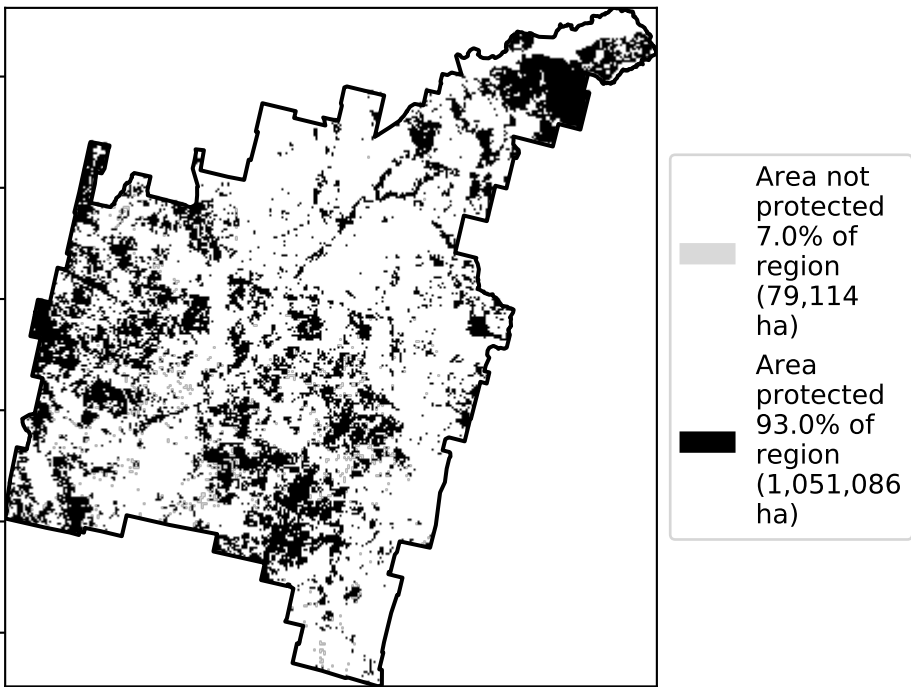 Area not
protected
7.0% of
region
(79,114
ha)
Area
protected
93.0% of
region
(1,051,086
ha)